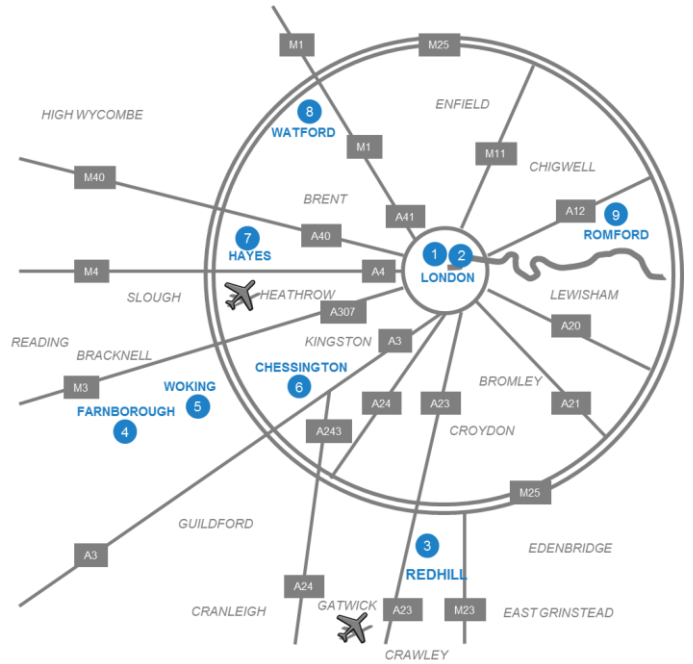 M1
M25
8
WATFORD
HIGH WYCOMBE
ENFIELD
M1
M11
CHIGWELL
M40
BRENT
A41
A12
9
ROMFORD
7
HAYES
A40
1
2
LONDON
M4
A4
SLOUGH
HEATHROW
LEWISHAM
A307
A20
READING
BRACKNELL
KINGSTON
A3
M3
WOKING
5
FARNBOROUGH
4
CHESSINGTON
6
BROMLEY
A24
A23
A21
A243
CROYDON
M25
GUILDFORD
A3
3
REDHILL
EDENBRIDGE
A24
CRANLEIGH
GATWICK
A23
M23
EAST GRINSTEAD
CRAWLEY